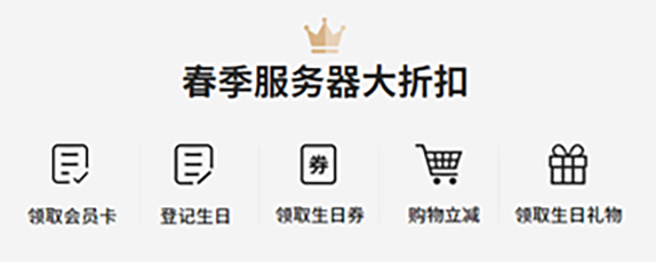 春季服务器大折扣
券
领取会员卡
登记生日
领取生日券
购物立减
领取生日礼物